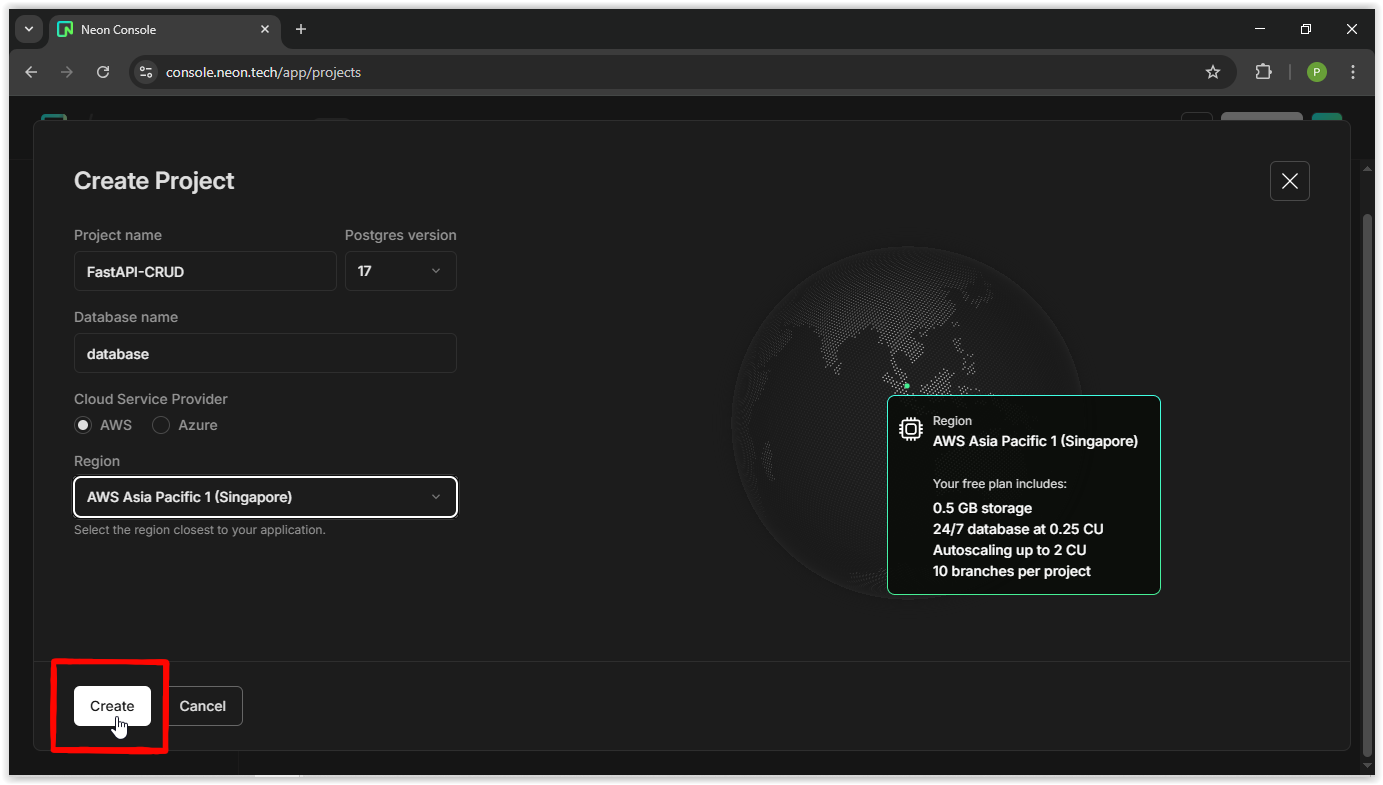 Neon Console
console.neon.tech/app/projects
P
Create Project
Project name
Postgres version
FastAPI-CRUD
17
Database name
database
Cloud Service Provider
AWS
Azure
Region
AWS Asia Pacific 1 (Singapore)
Select the region closest to your application.
Region
AWS Asia Pacific 1 (Singapore)
Your free plan includes:
0.5 GB storage
24/7 database at 0.25 CU
Autoscaling up to 2 CU
10 branches per project
Create
Cancel